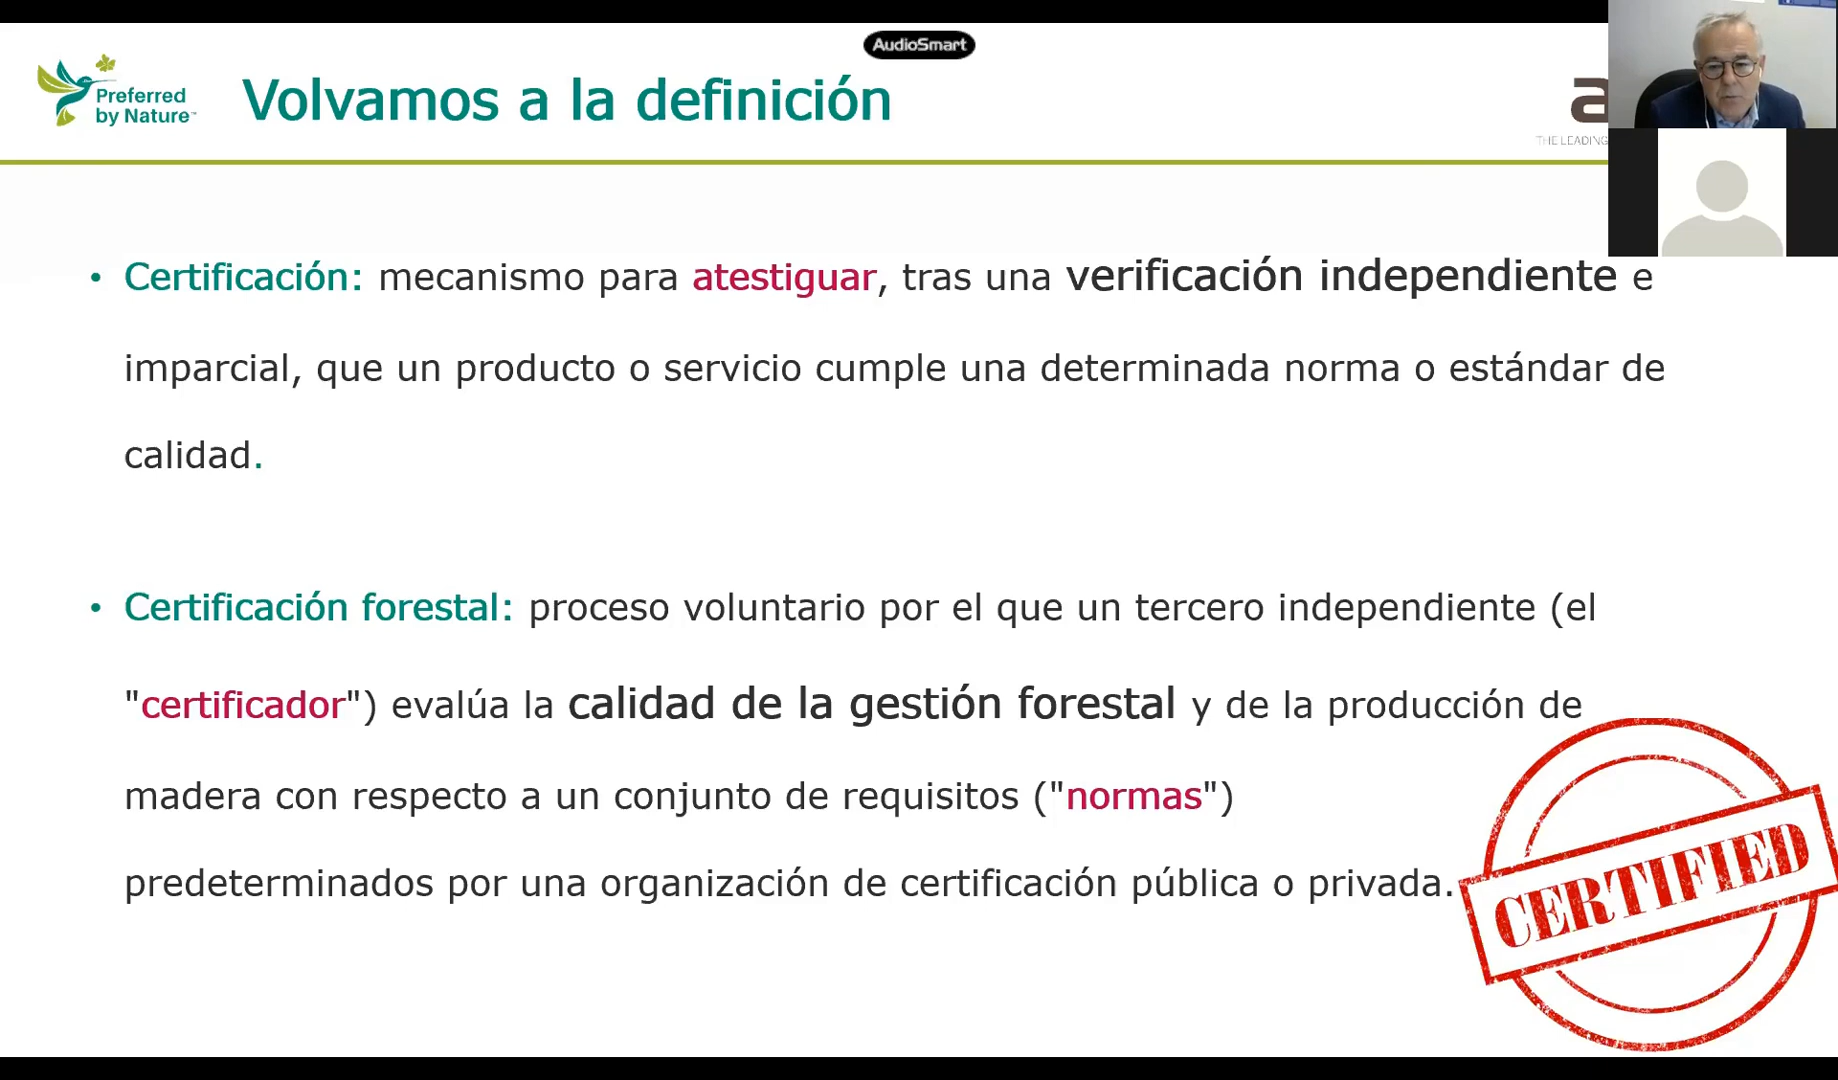 AudioSmart
Preferred
by Nature™
Volvamos a la definición
THE LEADING
• Certificación: mecanismo para atestiguar, tras una verificación independiente e
imparcial, que un producto o servicio cumple una determinada norma o estándar de
calidad.
• Certificación forestal: proceso voluntario por el que un tercero independiente (el
"certificador") evalúa la calidad de la gestión forestal y de la producción de
madera con respecto a un conjunto de requisitos ("normas")
predeterminados por una organización de certificación pública o privada.
CERTIFIED